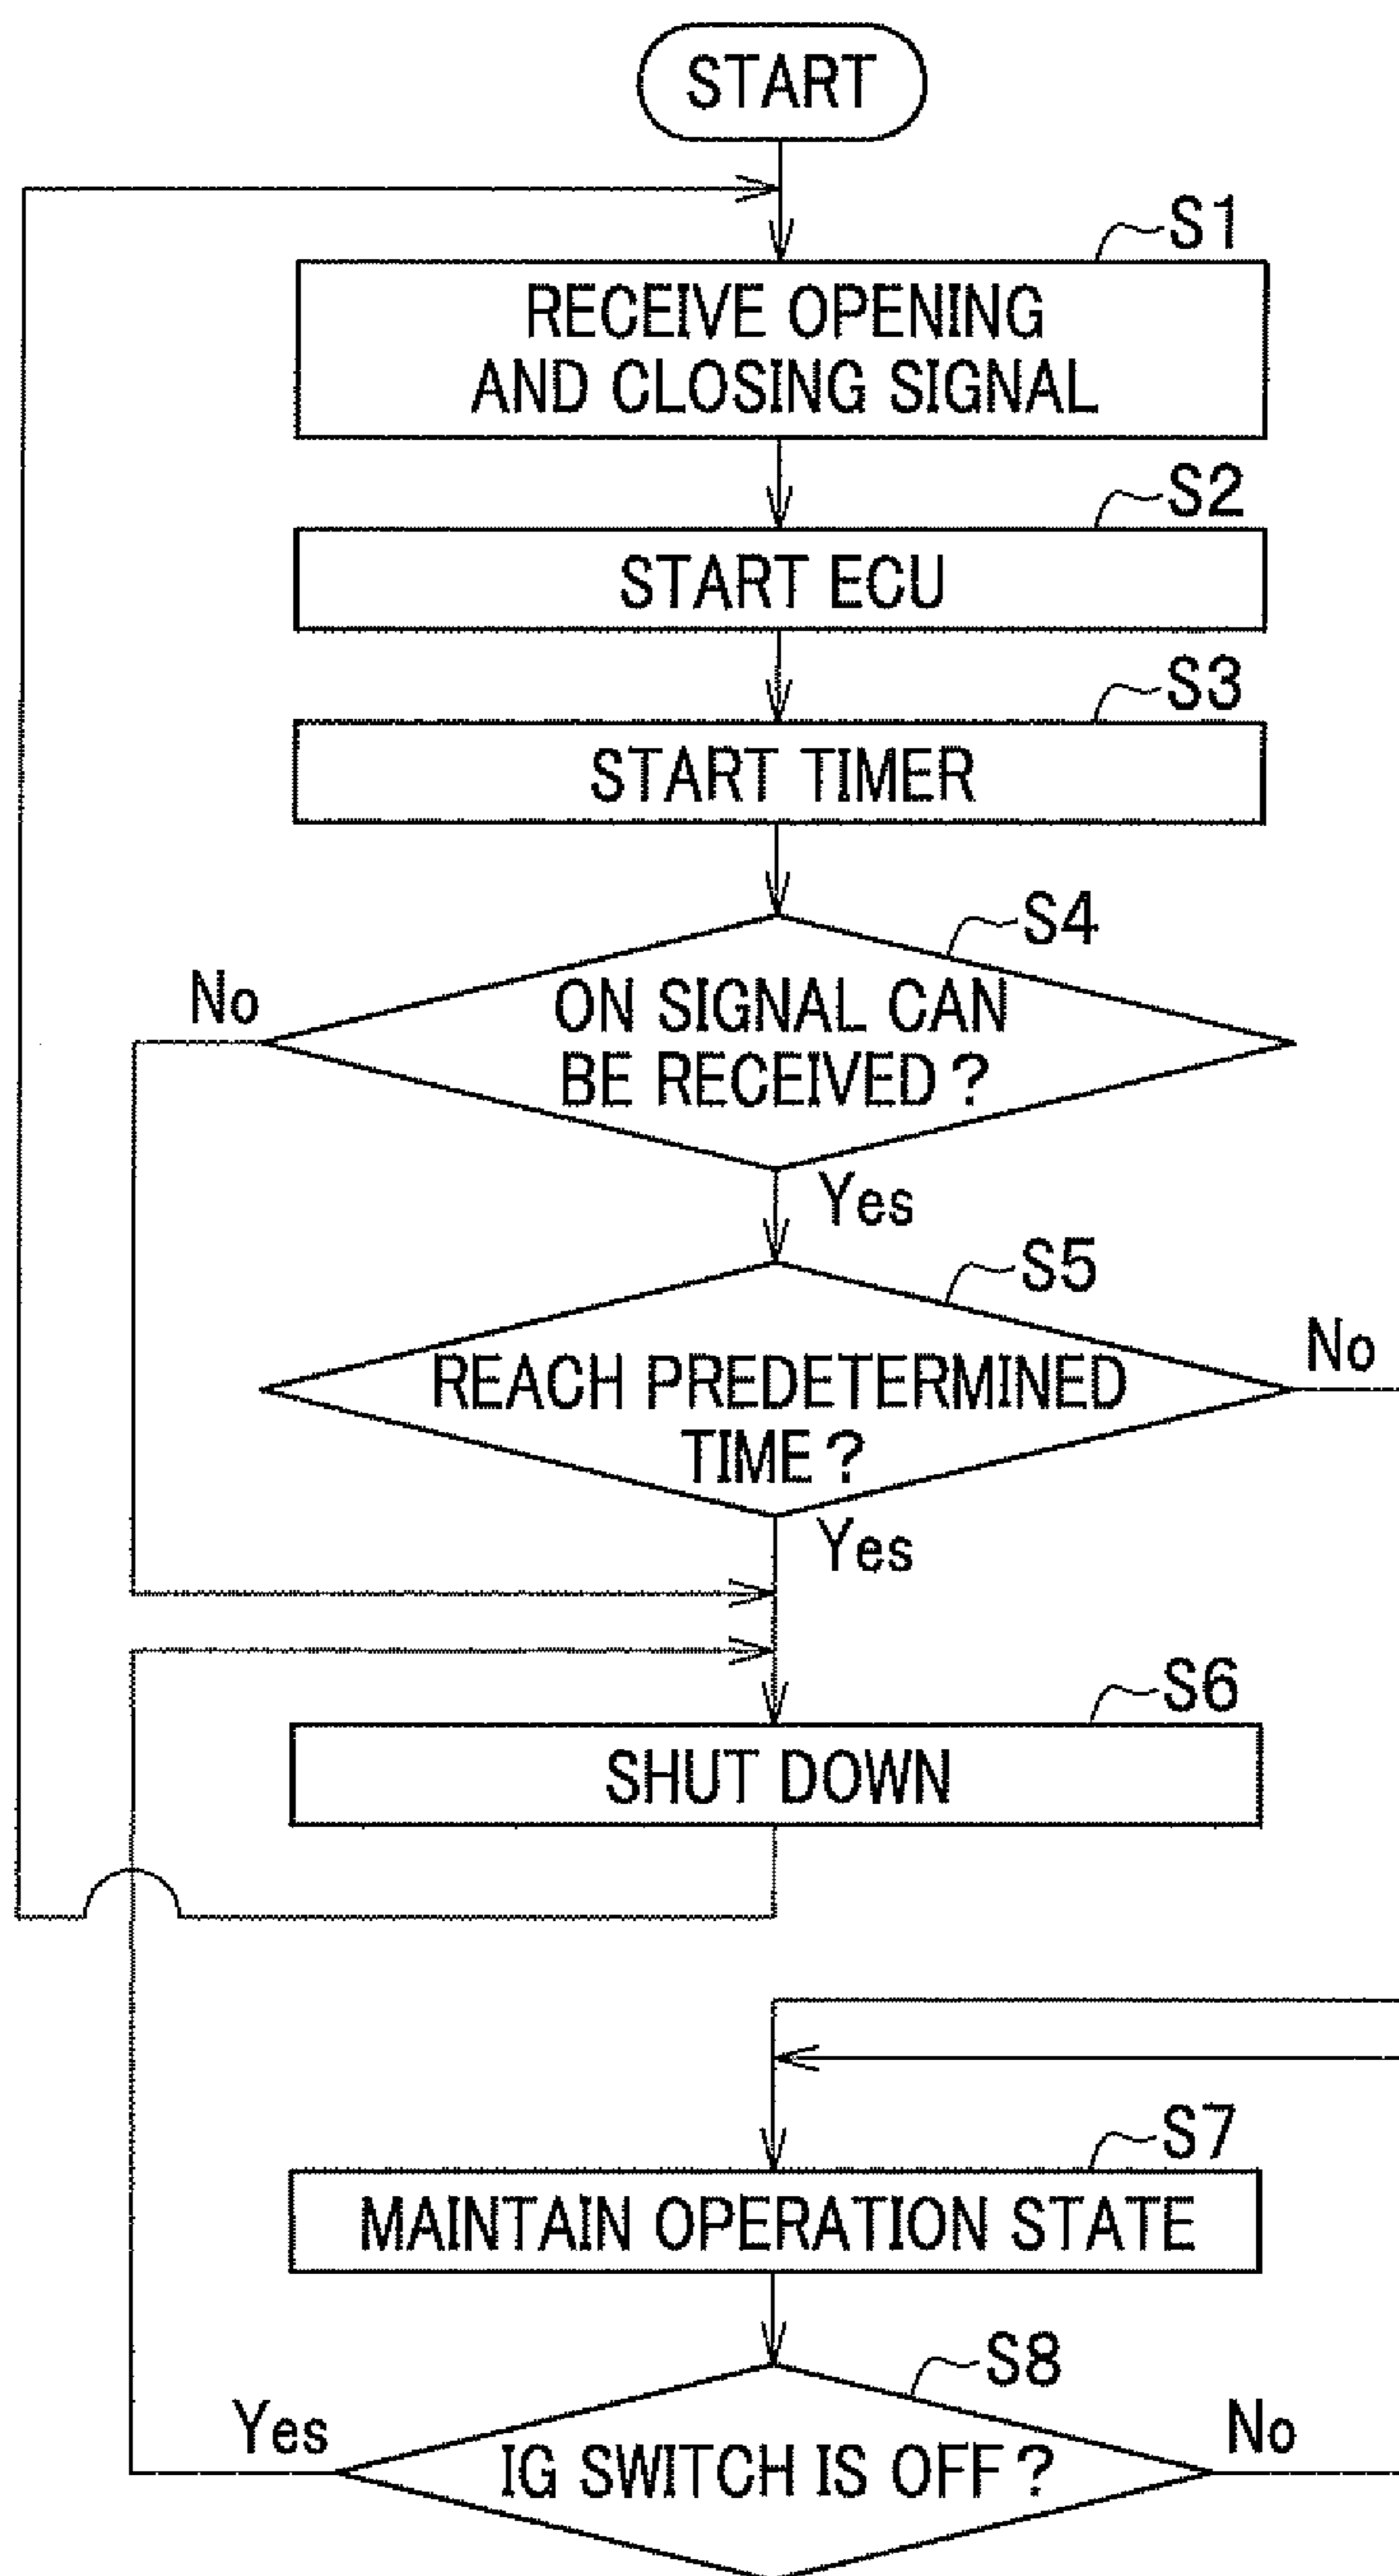 START
S1
RECEIVE OPENING
AND CLOSING SIGNAL
S2
START ECU
S3
START TIMER
S4
No
ON SIGNAL CAN
BE RECEIVED?
Yes
S5
No
REACH PREDETERMINED
TIME?
Yes
S6
SHUT DOWN
S7
MAINTAIN OPERATION STATE
S8
Yes
No
IG SWITCH IS OFF?